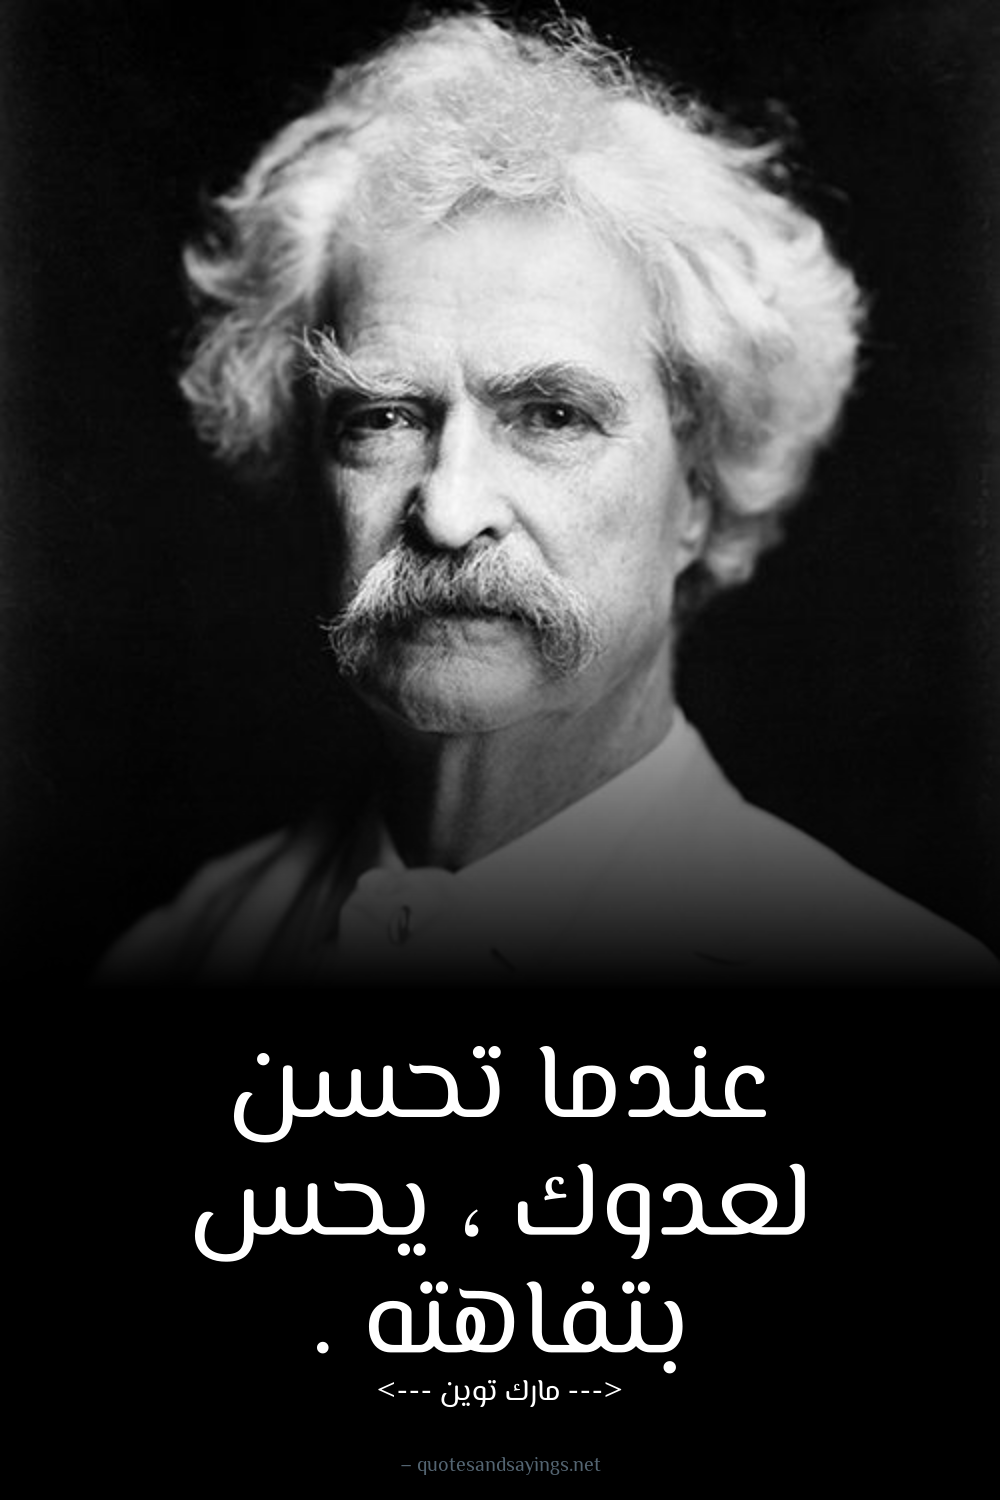 عندما تحسن
لعدوك ، يحس
بتفاهته .
<--- مارك توين --->
– quotesandsayings.net